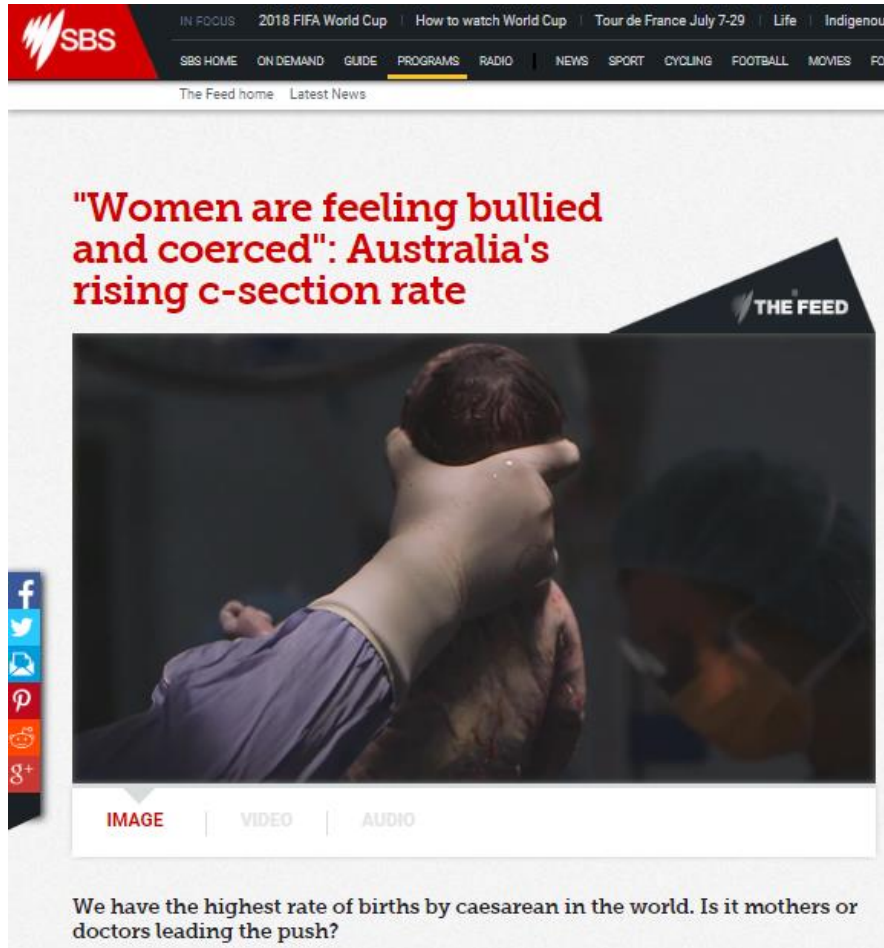 SBS
IN FOCUS 2018 FIFA World Cup How to watch World Cup Tour de France July 7-29 Life
SBS HOME ON DEMAND GUIDE PROGRAMS RADIO NEWS SPORT CYCLING FOOTBALL MOVIES
The Feed home Latest News
"Women are feeling bullied
and coerced": Australia's
rising c-section rate
THE FEED
IMAGE VIDEO AUDIO
We have the highest rate of births by caesarean in the world. Is it mothers or
doctors leading the push?